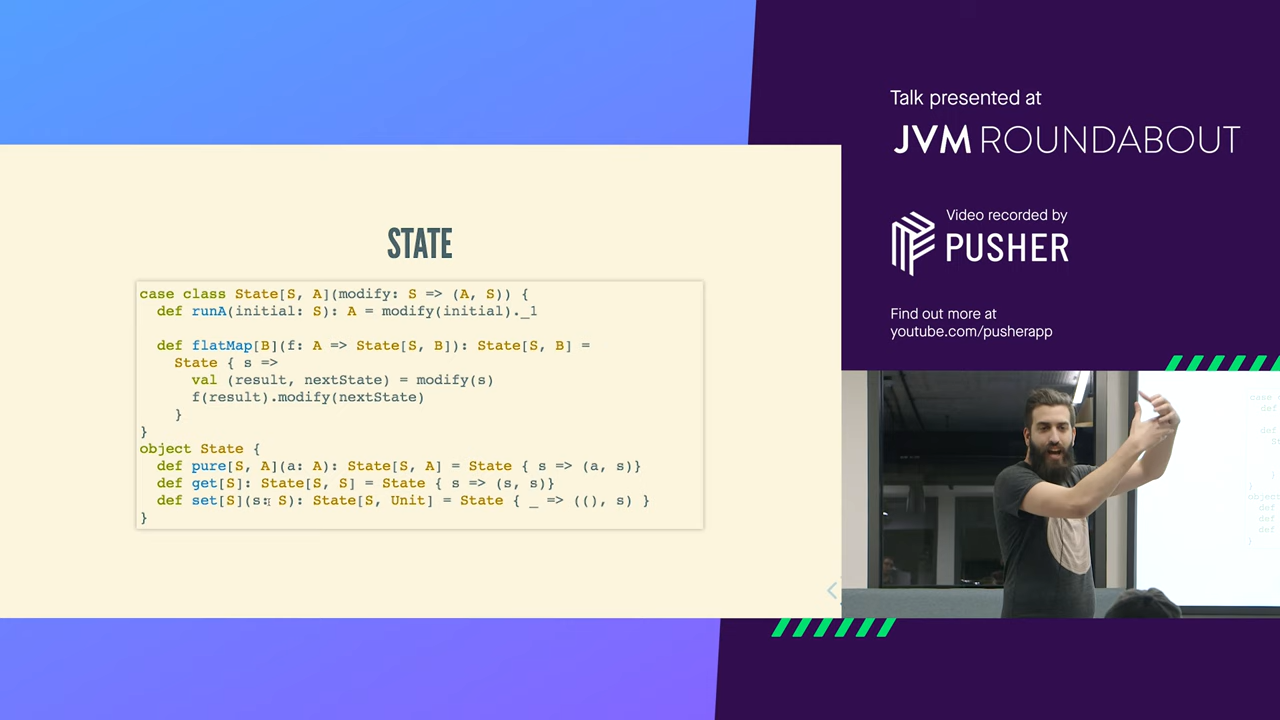 Talk presented at
JVM ROUNDABOUT
Video recorded by
PUSHER
Find out more at
youtube.com/pusherapp
STATE
case class State[S, A](modify: S => (A, S)) {
  def runA(initial: S): A = modify(initial)._1
  def flatMap[B](f: A => State[S, B]): State[S, B] =
    State { s =>
      val (result, nextState) = modify(s)
      f(result).modify(nextState)
    }
}
object State {
  def pure[S, A](a: A): State[S, A] = State { s => (a, s)}
  def get[S]: State[S, S] = State { s => (s, s)}
  def set[S](s: S): State[S, Unit] = State { _ => ((), s) }
}